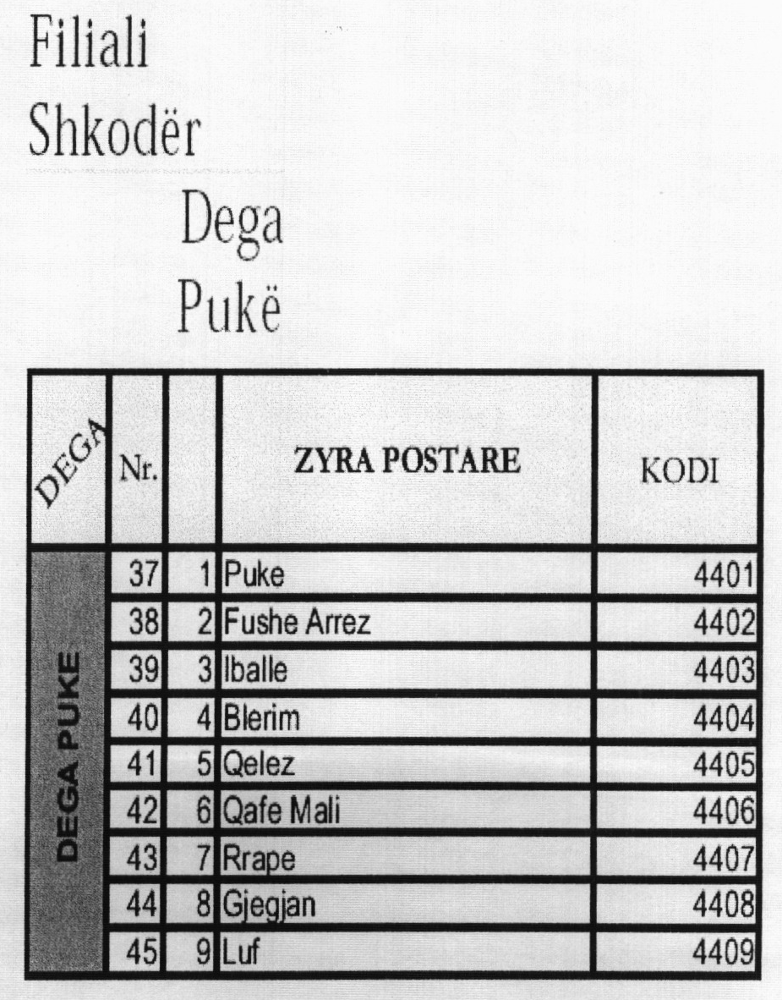 Filiali
Shkodër
Dega
Pukë
DEGA Nr. ZYRA POSTARE KODI
DEGA PUKE
37 1 Puke 4401
38 2 Fushe Arrez 4402
39 3 Iballe 4403
40 4 Blerim 4404
41 5 Qelez 4405
42 6 Qafe Mali 4406
43 7 Rrape 4407
44 8 Gjegjan 4408
45 9 Luf 4409